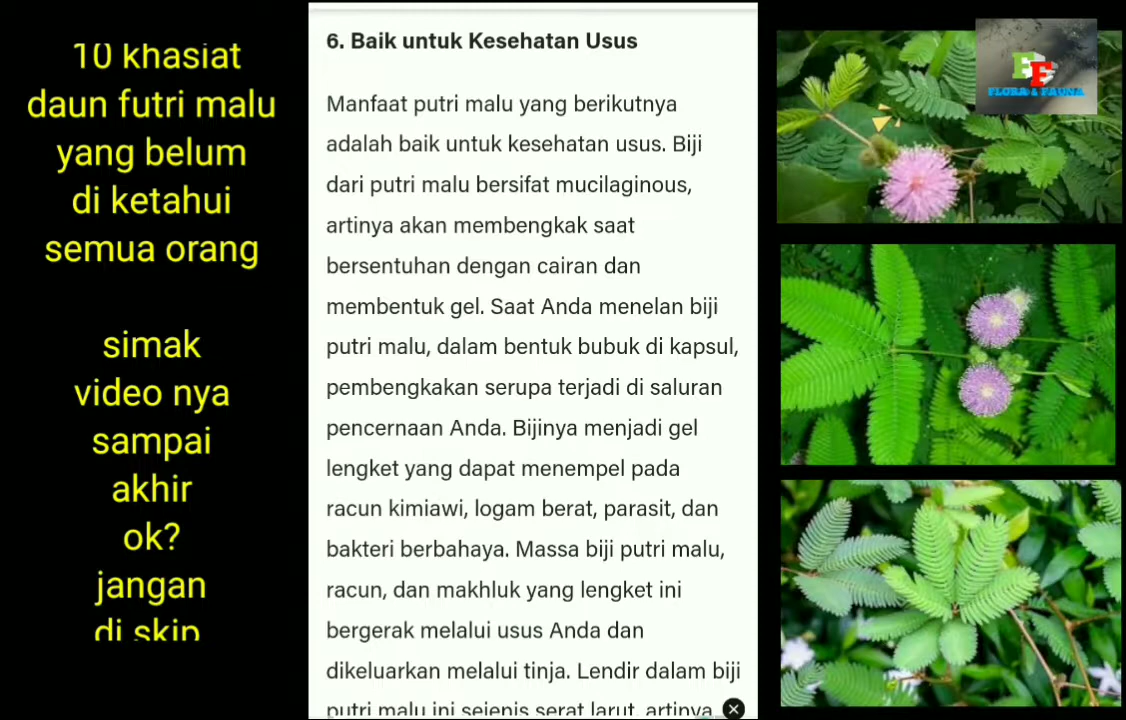 10 khasiat
daun futri malu
yang belum
di ketahui
semua orang
simak
video nya
sampai
akhir
ok?
jangan
di skip
6. Baik untuk Kesehatan Usus
Manfaat putri malu yang berikutnya
adalah baik untuk kesehatan usus. Biji
dari putri malu bersifat mucilaginous,
artinya akan membengkak saat
bersentuhan dengan cairan dan
membentuk gel. Saat Anda menelan biji
putri malu, dalam bentuk bubuk di kapsul,
pembengkakan serupa terjadi di saluran
pencernaan Anda. Bijinya menjadi gel
lengket yang dapat menempel pada
racun kimiawi, logam berat, parasit, dan
bakteri berbahaya. Massa biji putri malu,
racun, dan makhluk yang lengket ini
bergerak melalui usus Anda dan
dikeluarkan melalui tinja. Lendir dalam biji
putri malu ini sejenis serat larut, artinya
FF
FLORA & FAUNA